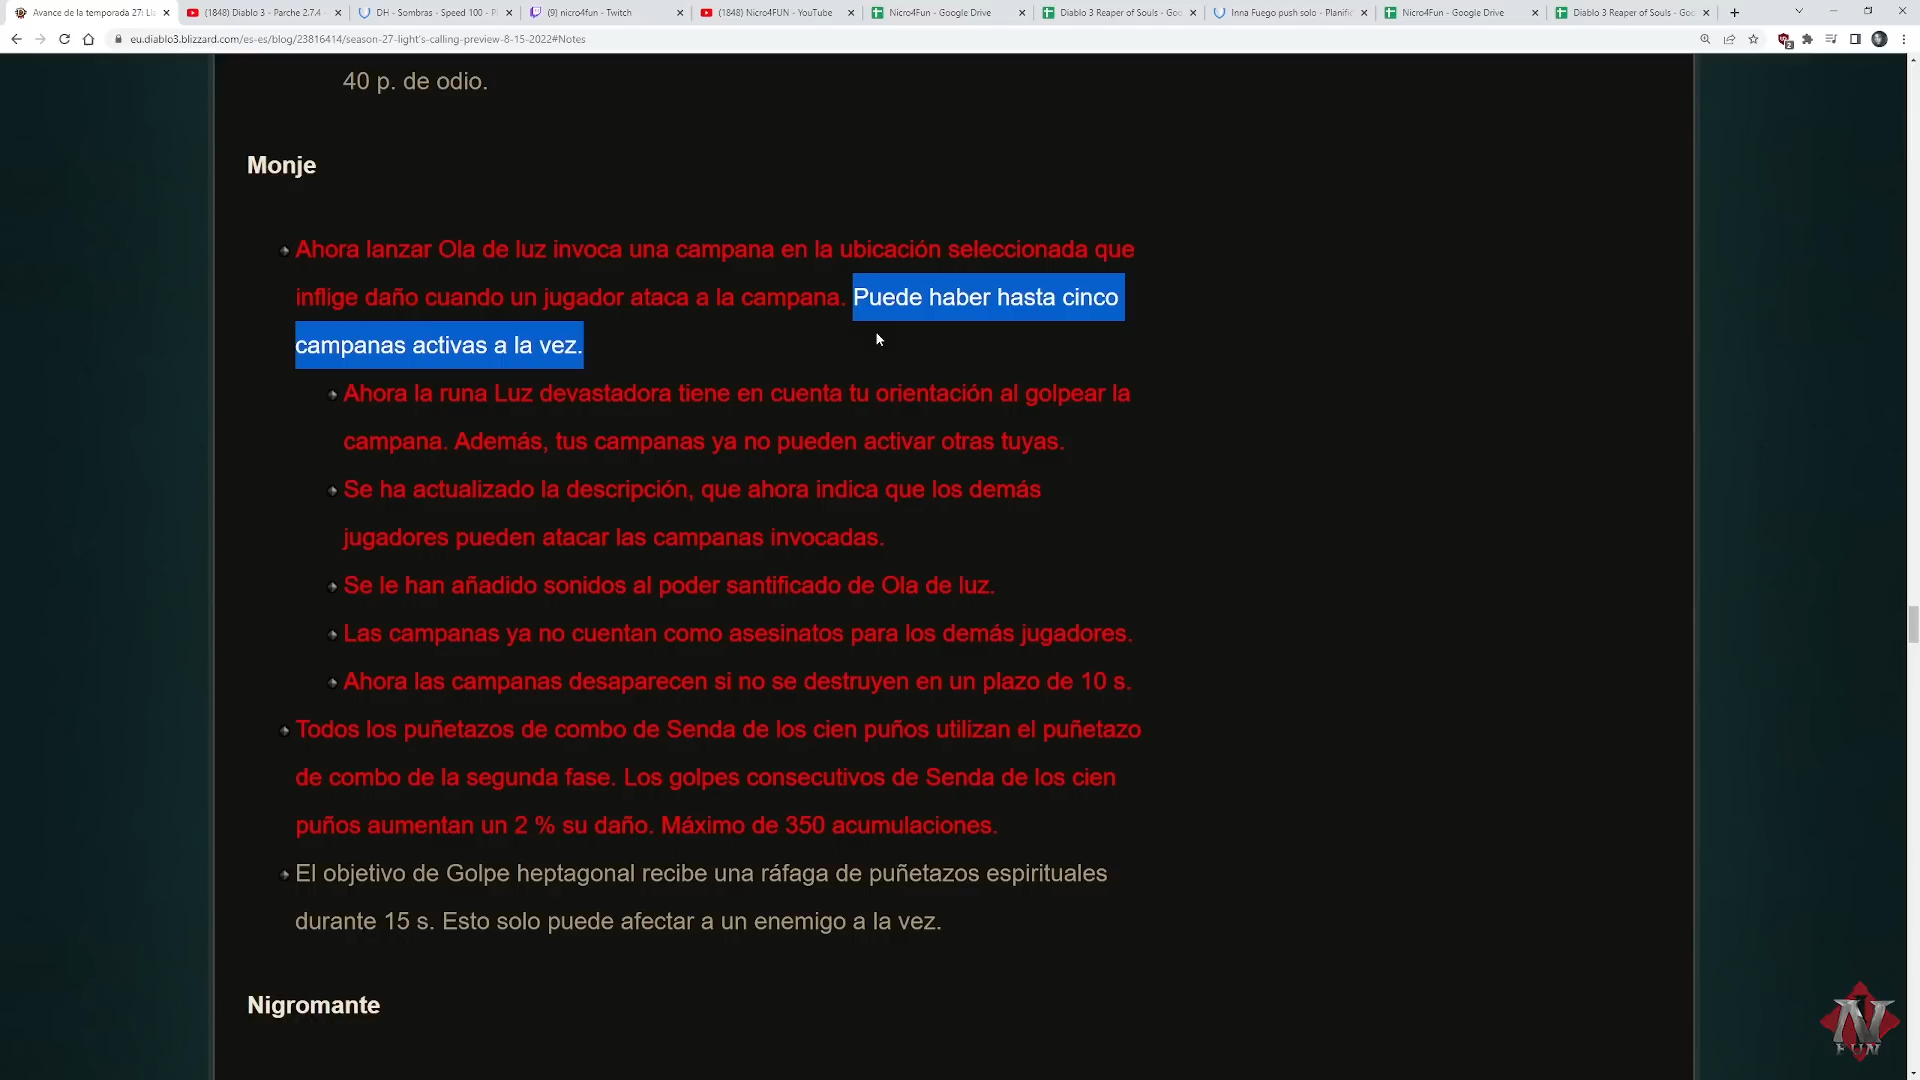 Avance de la temporada 27: Ll
(1848) Diablo 3 - Parche 2.7.4 -
DH - Sombras - Speed 100 - Pl
(9) nicro4fun - Twitch
(1848) Nicro4FUN - YouTube
Nicro4Fun - Google Drive
Diablo 3 Reaper of Souls - Goo
Inna Fuego push solo - Planific
Nicro4Fun - Google Drive
Diablo 3 Reaper of Souls - Goo
eu.diablo3.blizzard.com/es-es/blog/23816414/season-27-light's-calling-preview-8-15-2022#Notes
2
40 p. de odio.
Monje
Ahora lanzar Ola de luz invoca una campana en la ubicación seleccionada que
inflige daño cuando un jugador ataca a la campana. Puede haber hasta cinco
campanas activas a la vez.
Ahora la runa Luz devastadora tiene en cuenta tu orientación al golpear la
campana. Además, tus campanas ya no pueden activar otras tuyas.
Se ha actualizado la descripción, que ahora indica que los demás
jugadores pueden atacar las campanas invocadas.
Se le han añadido sonidos al poder santificado de Ola de luz.
Las campanas ya no cuentan como asesinatos para los demás jugadores.
Ahora las campanas desaparecen si no se destruyen en un plazo de 10 s.
Todos los puñetazos de combo de Senda de los cien puños utilizan el puñetazo
de combo de la segunda fase. Los golpes consecutivos de Senda de los cien
puños aumentan un 2 % su daño. Máximo de 350 acumulaciones.
El objetivo de Golpe heptagonal recibe una ráfaga de puñetazos espirituales
durante 15 s. Esto solo puede afectar a un enemigo a la vez.
Nigromante
N
FUN